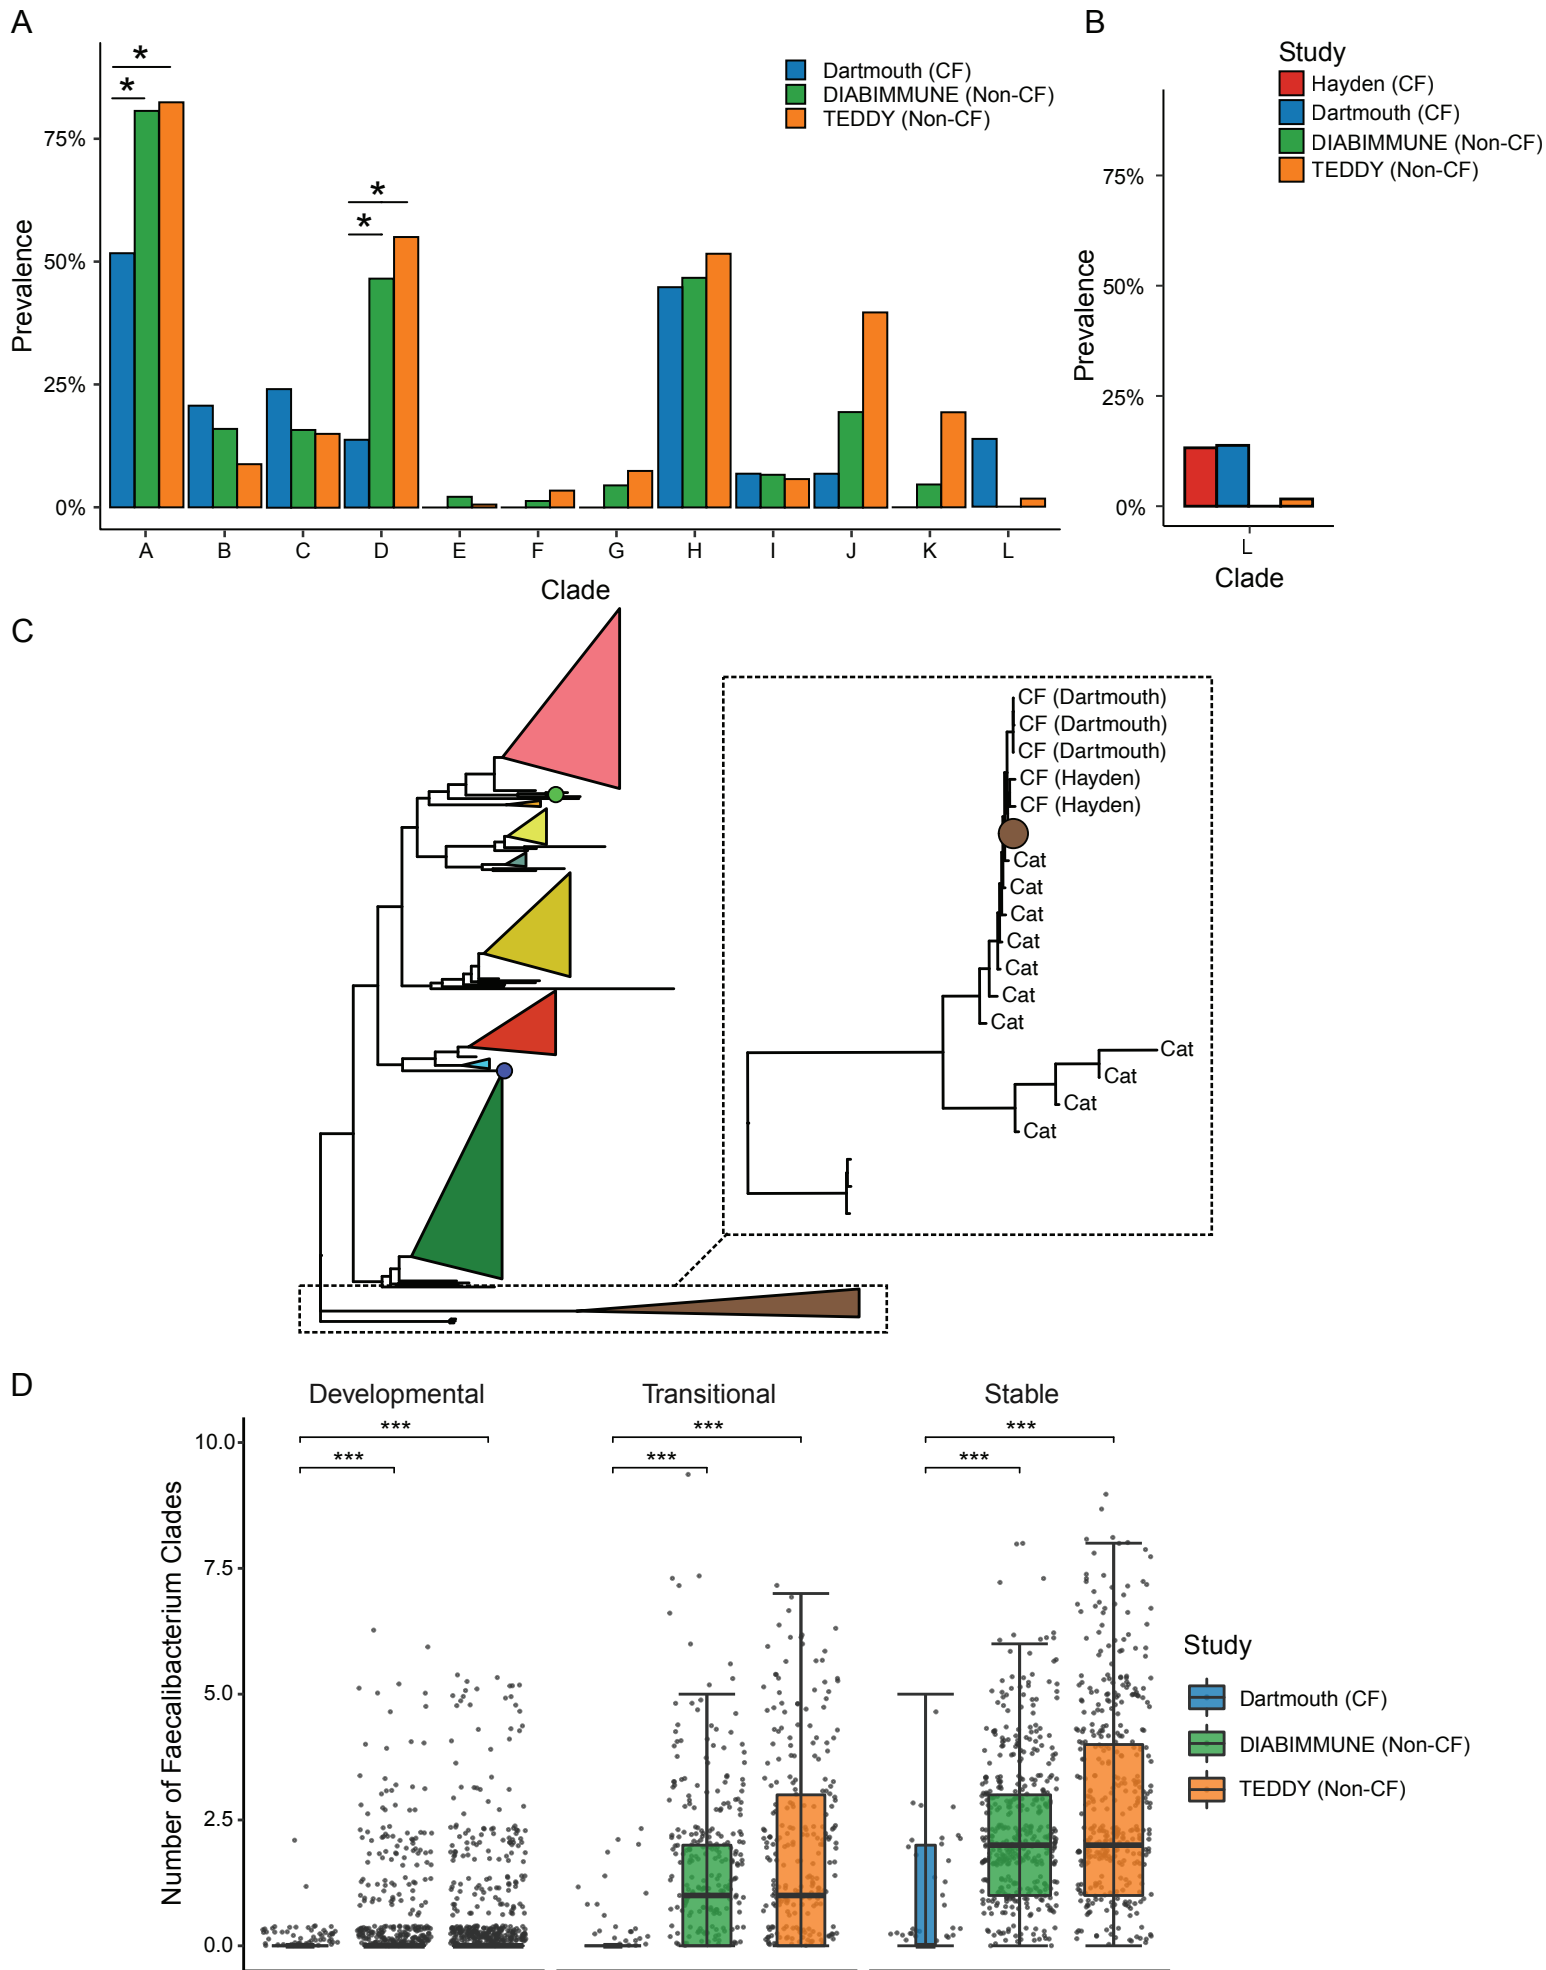 A
B
*
*
*
*
Dartmouth (CF)
DIABIMMUNE (Non-CF)
TEDDY (Non-CF)
75%
50%
25%
0%
Prevalence
A B C D E F G H I J K L
Clade
Study
Hayden (CF)
Dartmouth (CF)
DIABIMMUNE (Non-CF)
TEDDY (Non-CF)
75%
50%
25%
0%
Prevalence
L
Clade
C
CF (Dartmouth)
CF (Dartmouth)
CF (Dartmouth)
CF (Hayden)
CF (Hayden)
Cat
Cat
Cat
Cat
Cat
Cat
Cat
Cat
Cat
Cat
Cat
D
Developmental Transitional Stable
*** *** ***
*** *** ***
10.0
7.5
5.0
2.5
0.0
Number of Faecalibacterium Clades
Study
Dartmouth (CF)
DIABIMMUNE (Non-CF)
TEDDY (Non-CF)